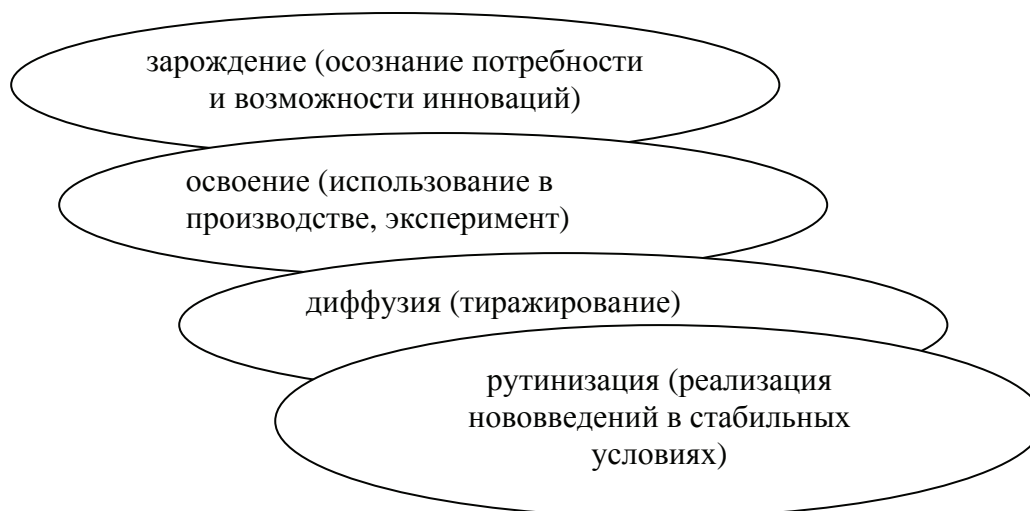 зарождение (осознание потребности
и возможности инноваций)
освоение (использование в
производстве, эксперимент)
диффузия (тиражирование)
рутинизация (реализация
нововведений в стабильных
условиях)